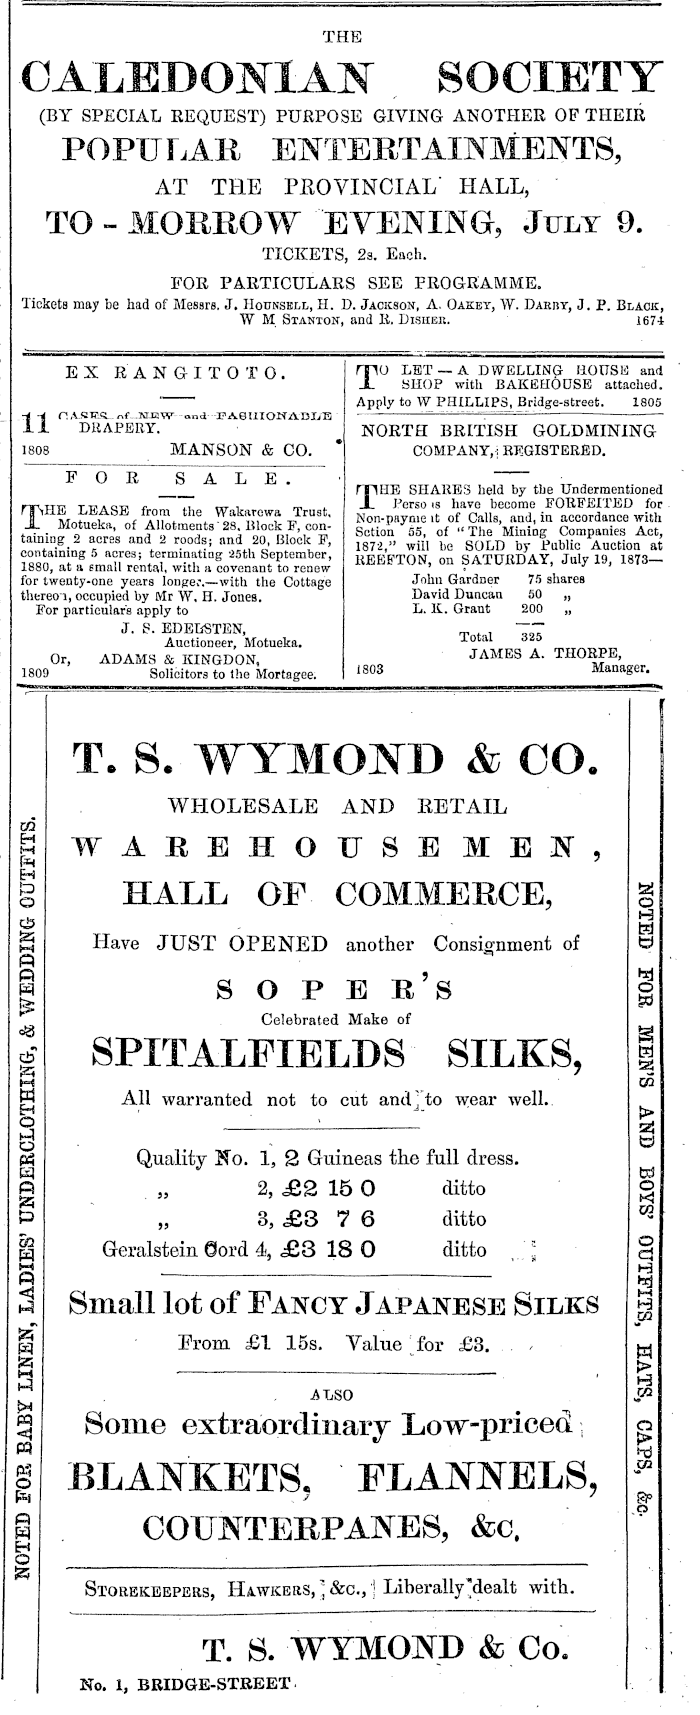 THE
CALEDONIAN SOCIETY
(BY SPECIAL REQUEST) PURPOSE GIVING ANOTHER OF THEIR
POPULAR ENTERTAINMENTS,
AT THE PROVINCIAL HALL,
TO-MORROW EVENING, JULY 9.
TICKETS, 2s. Each.
FOR PARTICULARS SEE PROGRAMME.
Tickets may be had of Messrs. J. HOUNSELL, H. D. JACKSON, A. OAKEY, W. DARBY, J. P. BLACK,
W M STANTON, and R. DISHER. 1674
EX RANGITOTO.
11 CASES of NEW and FASHIONABLE
DRAPERY.
1808 MANSON & CO.
FOR SALE.
THE LEASE from the Wakarewa Trust,
Motueka, of Allotments 28, Block F, con-
taining 2 acres and 2 roods; and 20, Block F,
containing 5 acres; terminating 25th September,
1880, at a small rental, with a covenant to renew
for twenty-one years longer.—with the Cottage
thereon, occupied by Mr W. H. Jones.
For particulars apply to
J. S. EDELSTEN,
Auctioneer, Motueka.
Or, ADAMS & KINGDON,
1809 Solicitors to the Mortagee.
TO LET — A DWELLING HOUSE and
SHOP with BAKEHOUSE attached.
Apply to W PHILLIPS, Bridge-street. 1805
NORTH BRITISH GOLDMINING
COMPANY, REGISTERED.
THE SHARES held by the Undermentioned
Perso s have become FORFEITED for
Non-payme t of Calls, and, in accordance with
Section 55, of "The Mining Companies Act,
1872," will be SOLD by Public Auction at
REEFTON, on SATURDAY, July 19, 1873—
John Gardner 75 shares
David Duncan 50 „
L. K. Grant 200 „
Total 325
JAMES A. THORPE,
1803 Manager.
NOTED FOR BABY LINEN, LADIES' UNDERCLOTHING, & WEDDING OUTFITS.
T. S. WYMOND & CO.
WHOLESALE AND RETAIL
WAREHOUSEMEN,
HALL OF COMMERCE,
Have JUST OPENED another Consignment of
SOPER'S
Celebrated Make of
SPITALFIELDS SILKS,
All warranted not to cut and to wear well.
Quality No. 1, 2 Guineas the full dress.
„ 2, £2 15 0 ditto
„ 3, £3 7 6 ditto
Geralstein Cord 4, £3 18 0 ditto
Small lot of FANCY JAPANESE SILKS
From £1 15s. Value for £3.
ALSO
Some extraordinary Low-priced
BLANKETS, FLANNELS,
COUNTERPANES, &c.
STOREKEEPERS, HAWKERS, &c., Liberally dealt with.
T. S. WYMOND & Co.
No. 1, BRIDGE-STREET.
NOTED FOR MEN'S AND BOYS' OUTFITS, HATS, CAPS, &c.